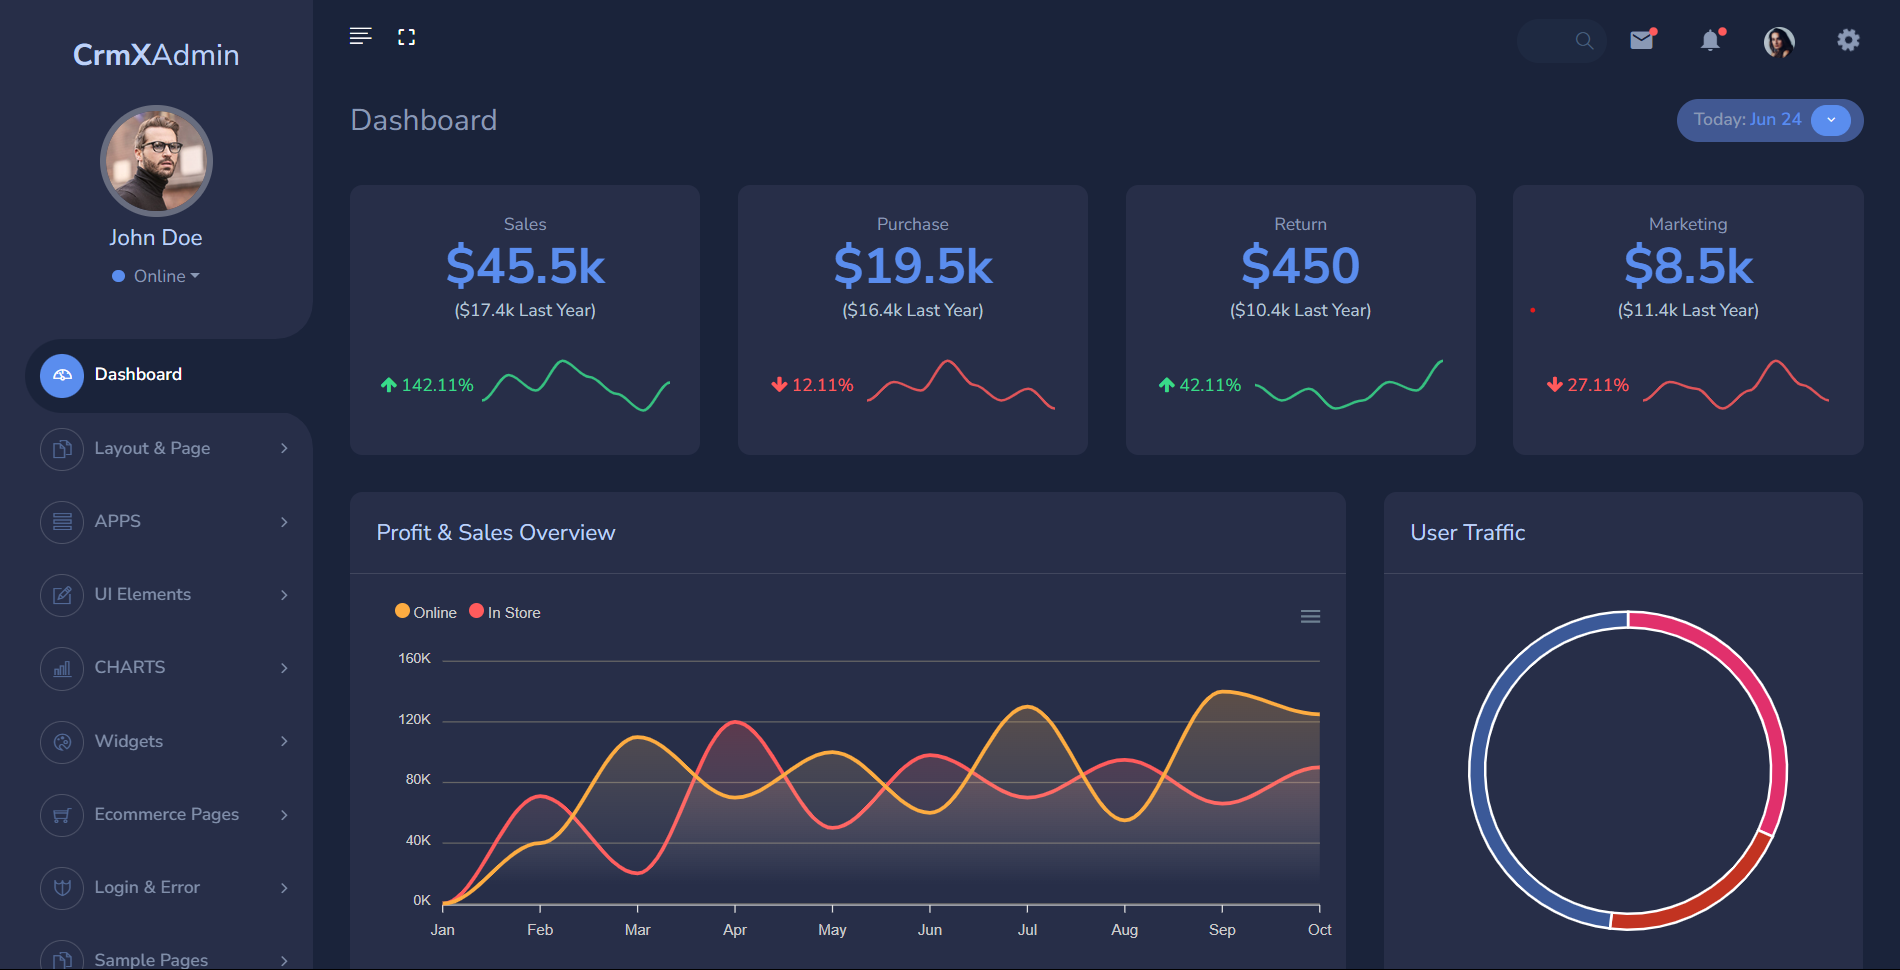 CrmXAdmin
John Doe
Online
Dashboard
Layout & Page
APPS
UI Elements
CHARTS
Widgets
Ecommerce Pages
Login & Error
Sample Pages
Dashboard
Today: Jun 24
Sales
$45.5k
($17.4k Last Year)
142.11%
Purchase
$19.5k
($16.4k Last Year)
12.11%
Return
$450
($10.4k Last Year)
42.11%
Marketing
$8.5k
($11.4k Last Year)
27.11%
Profit & Sales Overview
Online In Store
160K
120K
80K
40K
0K
Jan Feb Mar Apr May Jun Jul Aug Sep Oct
User Traffic